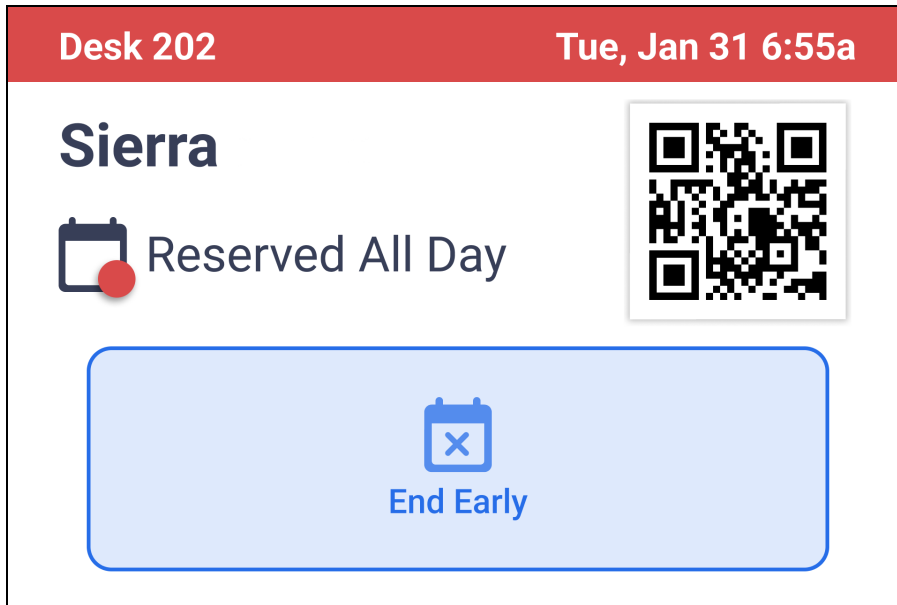 Desk 202
Tue, Jan 31 6:55a
Sierra
Reserved All Day
End Early